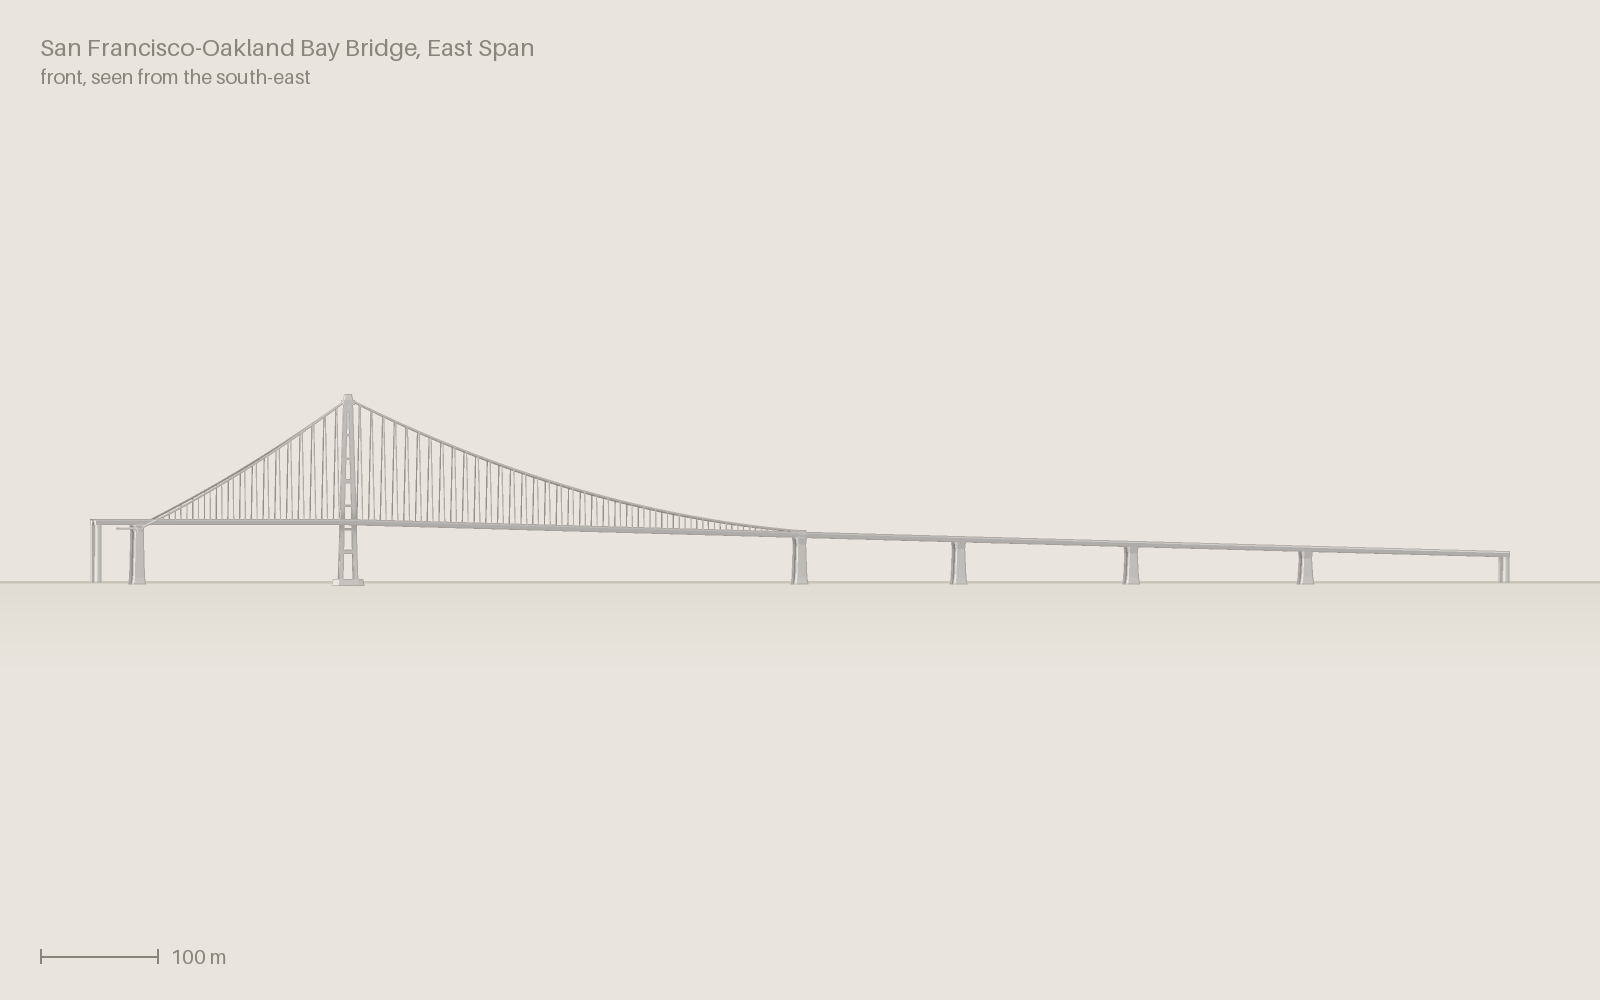 San Francisco-Oakland Bay Bridge, East Span
front, seen from the south-east
100 m